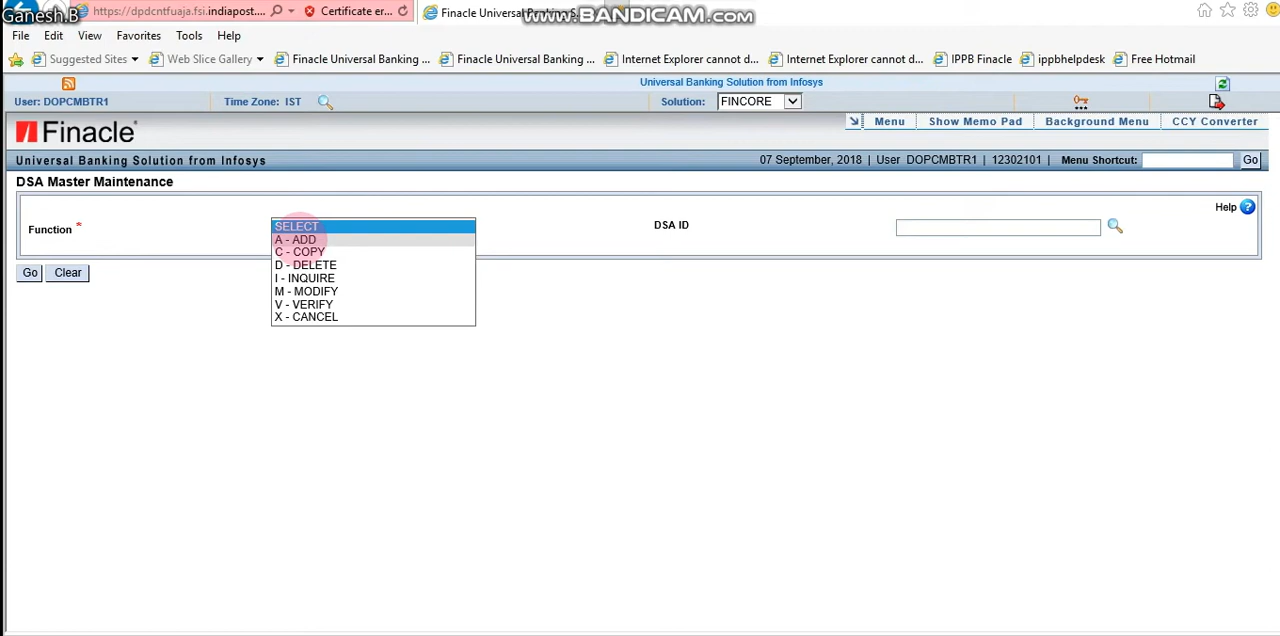 Ganesh.B
https://dpdcntfuaja.fsi.indiapost....
Certificate er...
Finacle Universal Banking S...
www.BANDICAM.com
File Edit View Favorites Tools Help
Suggested Sites Web Slice Gallery Finacle Universal Banking ... Finacle Universal Banking ... Internet Explorer cannot d... Internet Explorer cannot d... IPPB Finacle ippbhelpdesk Free Hotmail
Universal Banking Solution from Infosys
User: DOPCMBTR1 Time Zone: IST Solution: FINCORE
Finacle
Menu Show Memo Pad Background Menu CCY Converter
Universal Banking Solution from Infosys 07 September, 2018 | User DOPCMBTR1 | 12302101 | Menu Shortcut: Go
DSA Master Maintenance
Help
Function * SELECT DSA ID
A - ADD
C - COPY
D - DELETE
I - INQUIRE
M - MODIFY
V - VERIFY
X - CANCEL
Go Clear